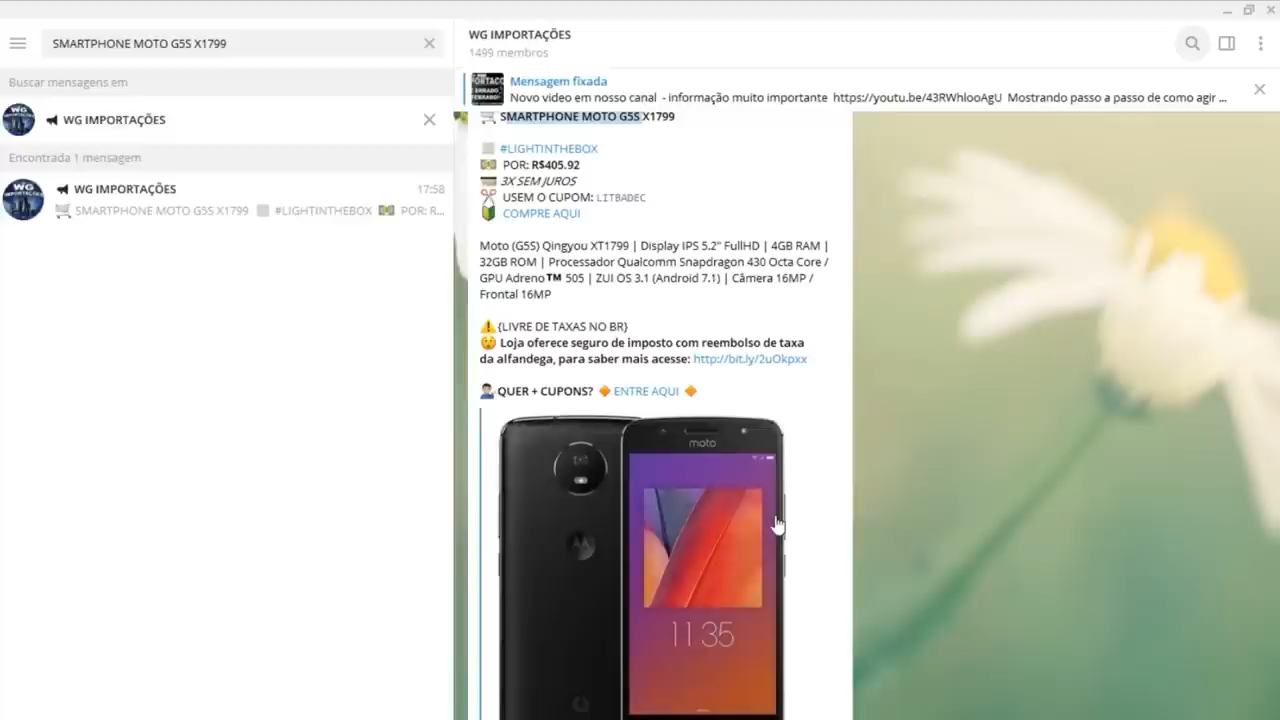 SMARTPHONE MOTO G5S X1799
Buscar mensagens em
WG IMPORTAÇÕES
Encontrada 1 mensagem
WG IMPORTAÇÕES 17:58
SMARTPHONE MOTO G5S X1799 #LIGHTINTHEBOX POR: R...
WG IMPORTAÇÕES
1499 membros
Mensagem fixada
Novo video em nosso canal - informação muito importante https://youtu.be/43RWhlooAgU Mostrando passo a passo de como agir ...
SMARTPHONE MOTO G5S X1799
#LIGHTINTHEBOX
POR: R$405.92
3X SEM JUROS
USEM O CUPOM: LITBADEC
COMPRE AQUI
Moto (G5S) Qingyou XT1799 | Display IPS 5.2" FullHD | 4GB RAM |
32GB ROM | Processador Qualcomm Snapdragon 430 Octa Core /
GPU Adreno™ 505 | ZUI OS 3.1 (Android 7.1) | Câmera 16MP /
Frontal 16MP
{LIVRE DE TAXAS NO BR}
Loja oferece seguro de imposto com reembolso de taxa
da alfandega, para saber mais acesse: http://bit.ly/2uOkpxx
QUER + CUPONS? ENTRE AQUI
moto
11:35